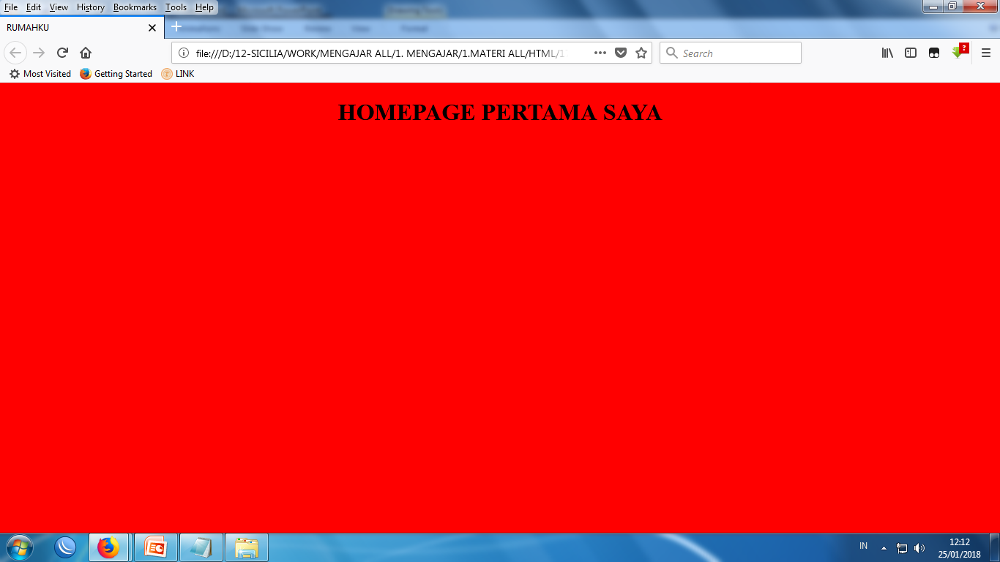 File Edit View History Bookmarks Tools Help
RUMAHKU
file:///D:/12-SICILIA/WORK/MENGAJAR ALL/1. MENGAJAR/1.MATERI ALL/HTML/1
Search
Most Visited Getting Started LINK
HOMEPAGE PERTAMA SAYA
IN
12:12
25/01/2018